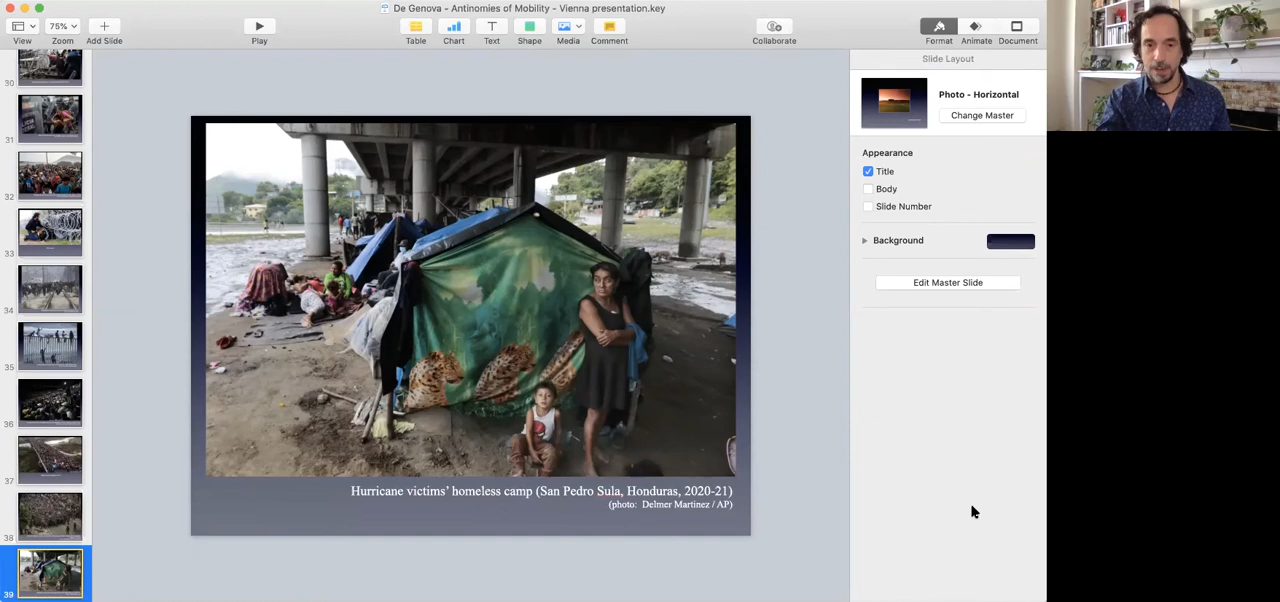 De Genova - Antinomies of Mobility - Vienna presentation.key
75%
View
Zoom
Add Slide
Play
Table
Chart
Text
Shape
Media
Comment
Collaborate
Format
Animate
Document
Slide Layout
Photo - Horizontal
Change Master
Appearance
Title
Body
Slide Number
Background
Edit Master Slide
30
31
32
33
34
35
36
37
38
39
Hurricane victims' homeless camp (San Pedro Sula, Honduras, 2020-21)
(photo: Delmer Martinez / AP)